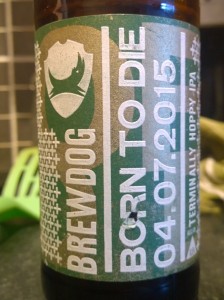 BREWDOG
BORN TO DIE
04.07.2015
TERMINALLY HOPPY IPA